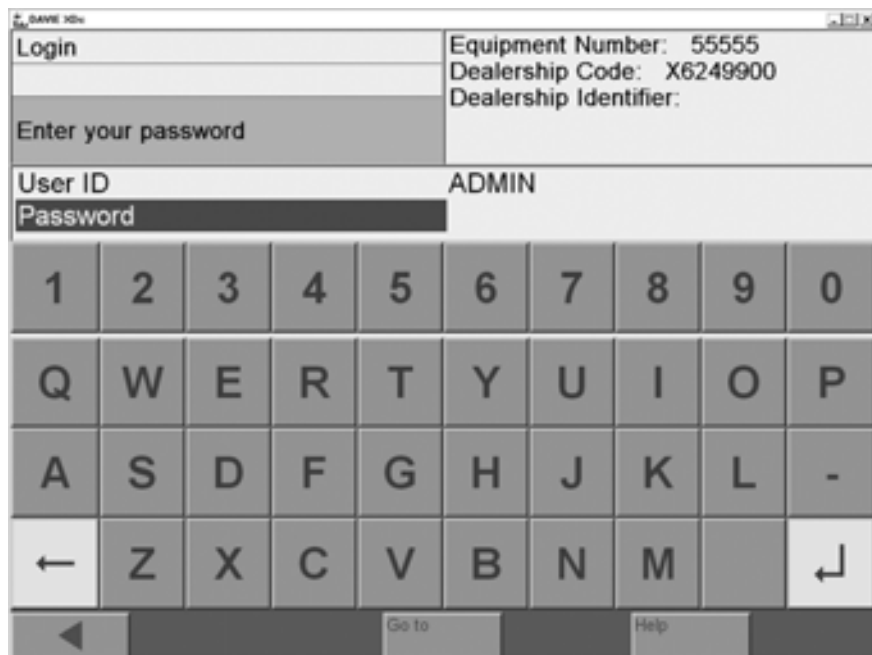 DAVIE XDc
Login
Equipment Number: 55555
Dealership Code: X6249900
Dealership Identifier:
Enter your password
User ID ADMIN
Password
1 2 3 4 5 6 7 8 9 0
Q W E R T Y U I O P
A S D F G H J K L -
← Z X C V B N M ↵
Go to Help